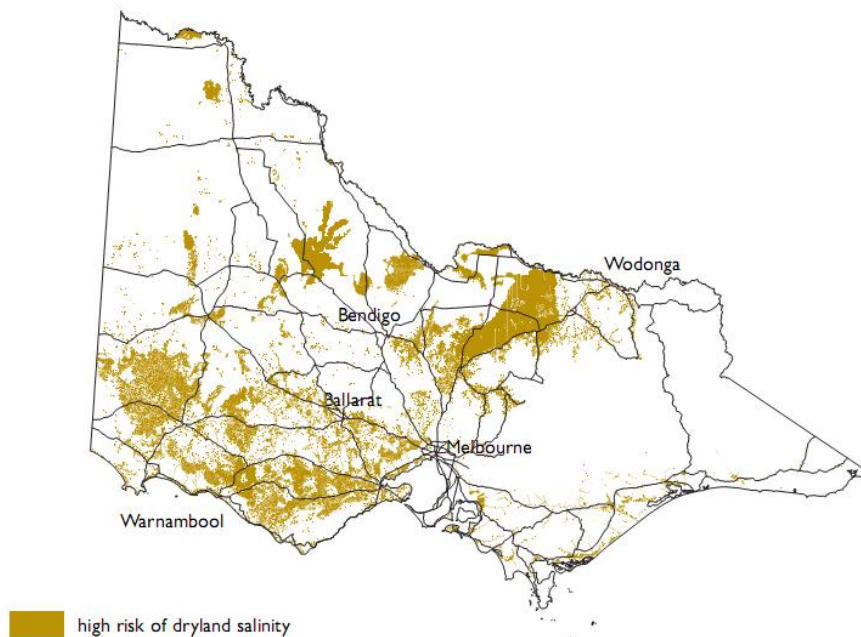 Wodonga
Bendigo
Ballarat
Melbourne
Warnambool
high risk of dryland salinity